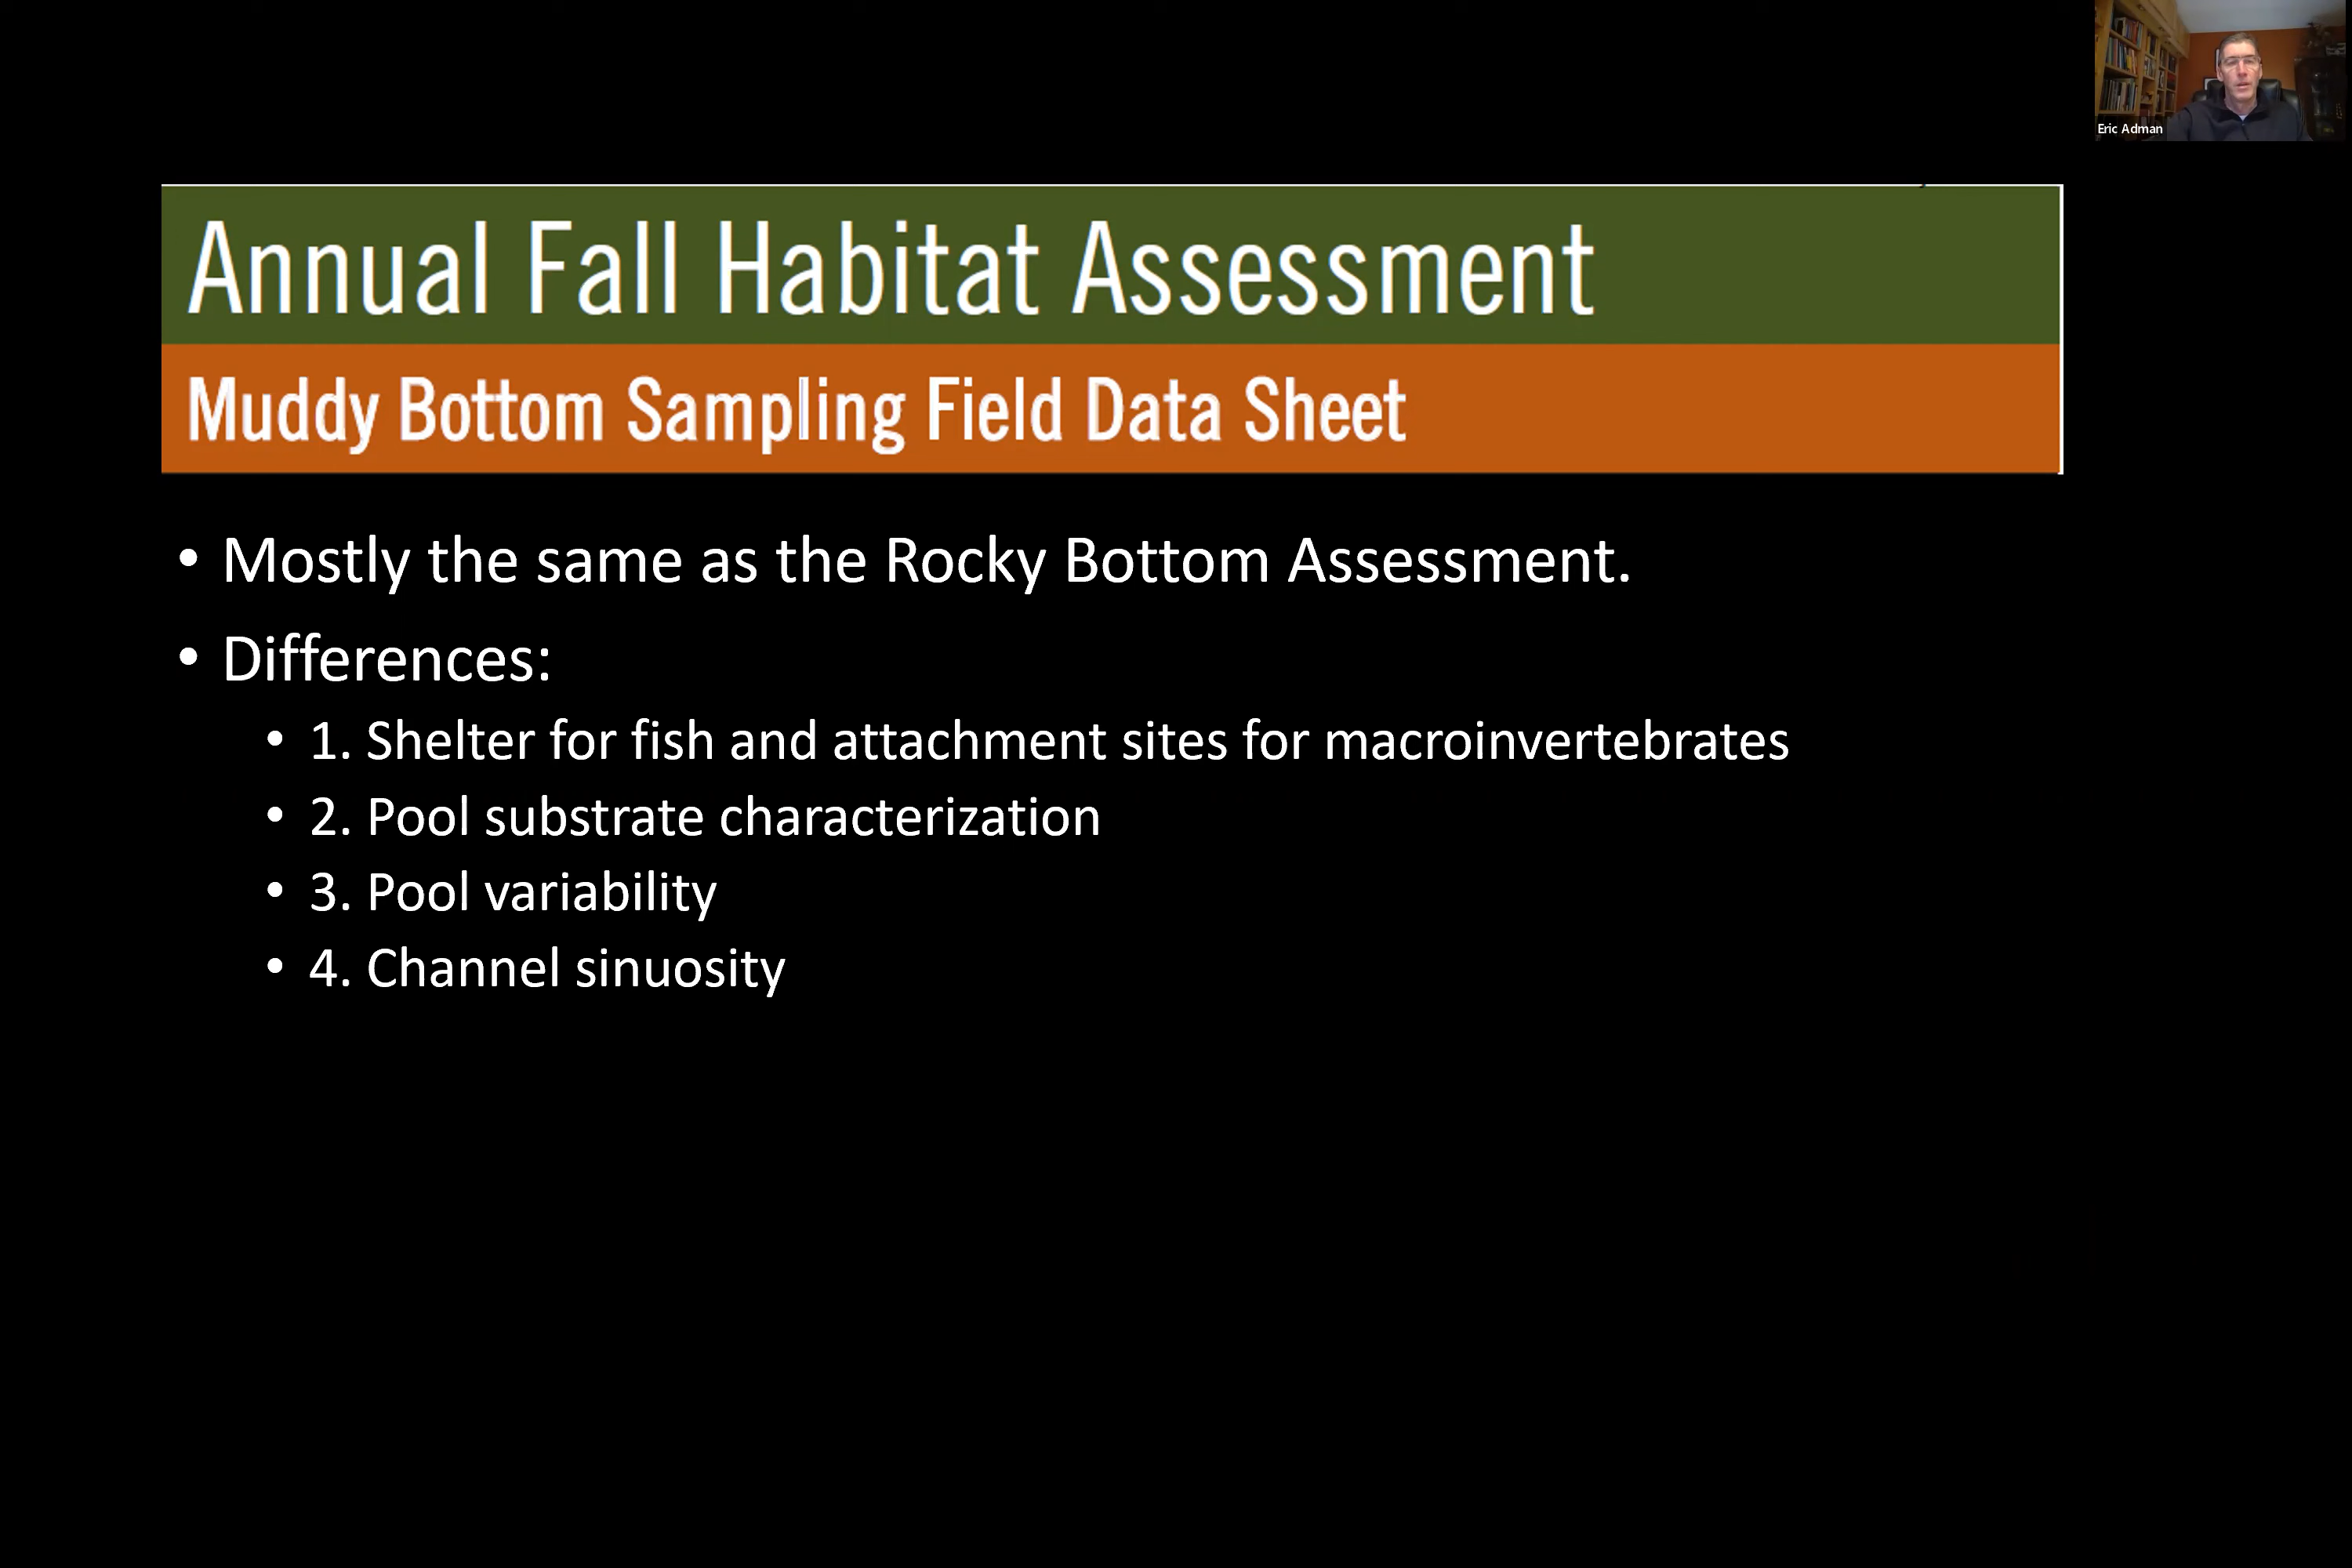 Eric Adman
Annual Fall Habitat Assessment
Muddy Bottom Sampling Field Data Sheet
• Mostly the same as the Rocky Bottom Assessment.
• Differences:
• 1. Shelter for fish and attachment sites for macroinvertebrates
• 2. Pool substrate characterization
• 3. Pool variability
• 4. Channel sinuosity